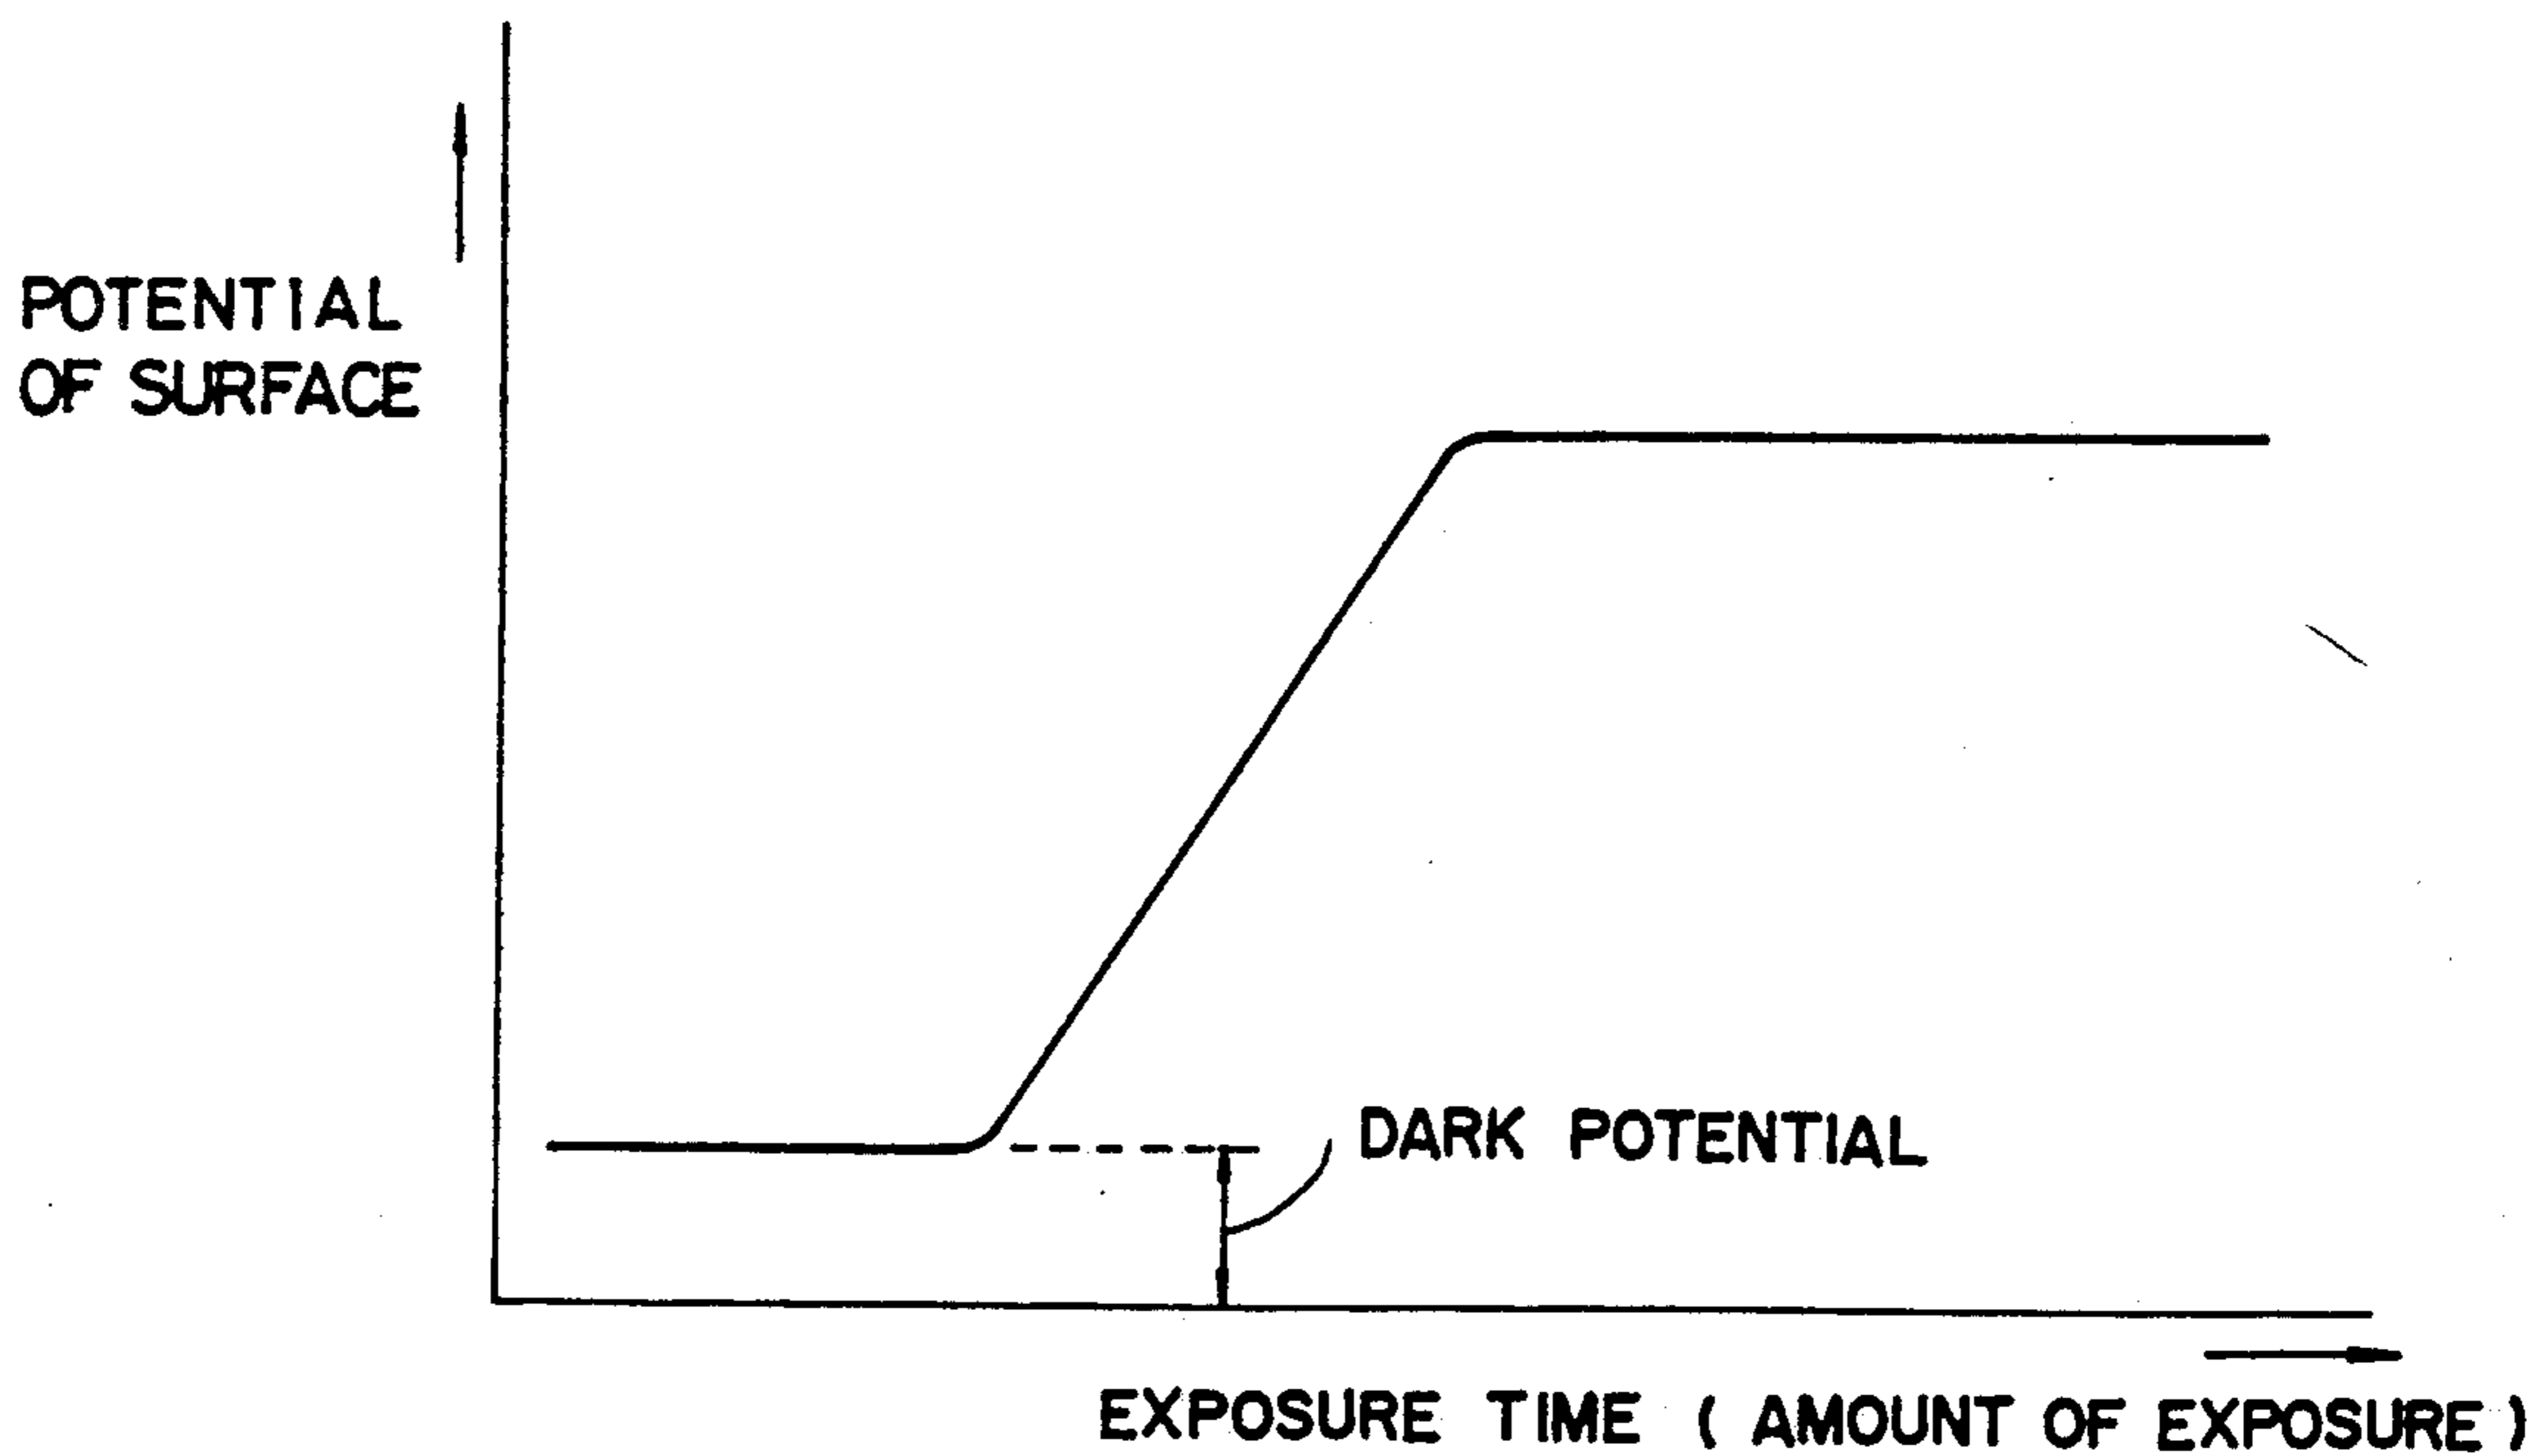 POTENTIAL
OF SURFACE
DARK POTENTIAL
EXPOSURE TIME ( AMOUNT OF EXPOSURE )